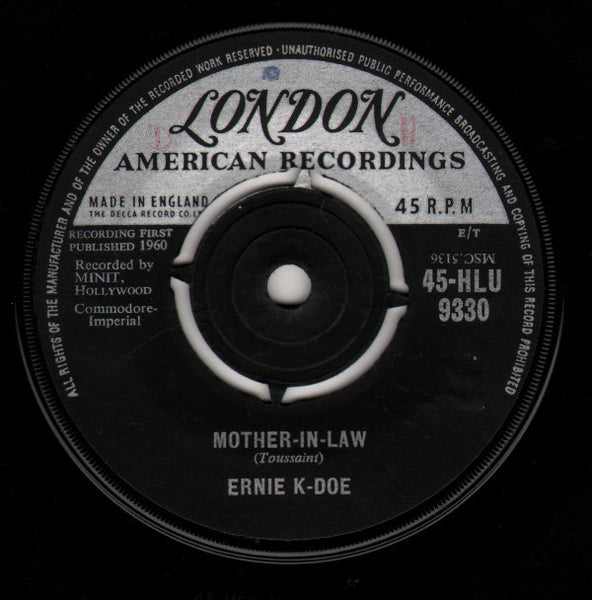 ALL RIGHTS OF THE MANUFACTURER AND OF THE OWNER OF THE RECORDED WORK RESERVED · UNAUTHORISED PUBLIC PERFORMANCE BROADCASTING AND COPYING OF THIS RECORD PROHIBITED
LONDON
AMERICAN RECORDINGS
MADE IN ENGLAND
THE DECCA RECORD CO. LT
45 R.P.M
RECORDING FIRST
PUBLISHED 1960
E/T
Recorded by
MINIT,
HOLLYWOOD
MSC.5136
Commodore-
Imperial
45-HLU
9330
MOTHER-IN-LAW
(Toussaint)
ERNIE K-DOE